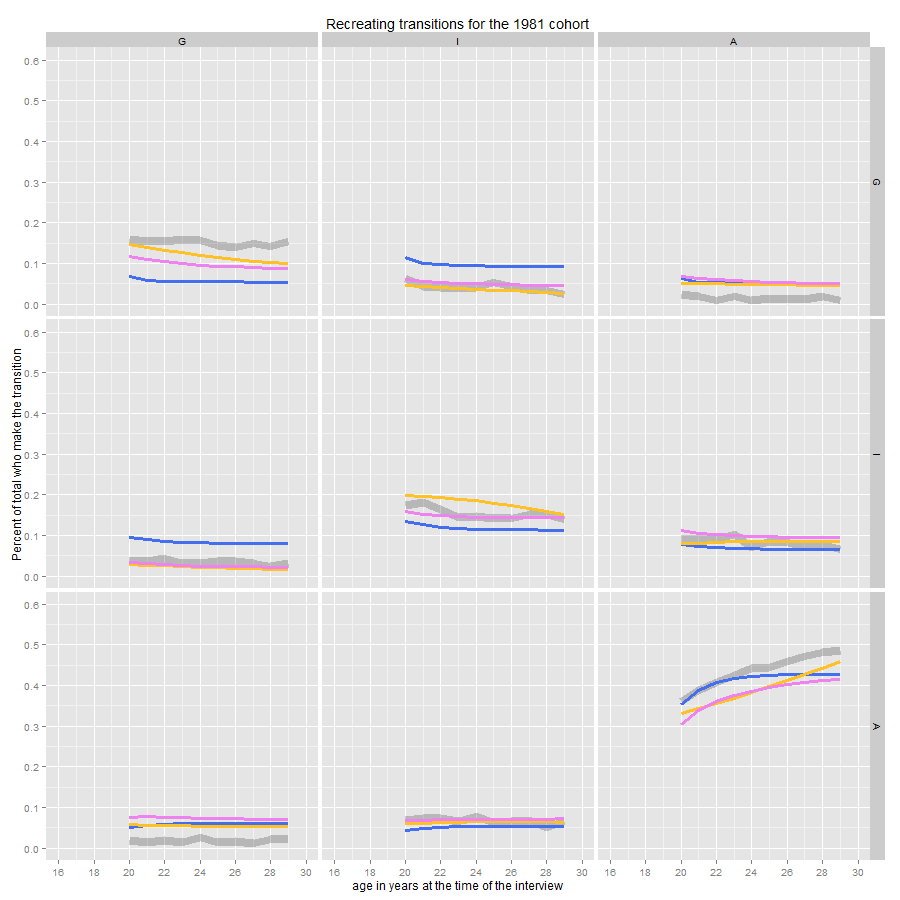 Recreating transitions for the 1981 cohort
G I A
0.6
0.5
0.4
0.3
0.2
0.1
0.0
G
0.6
0.5
0.4
0.3
0.2
0.1
0.0
I
0.6
0.5
0.4
0.3
0.2
0.1
0.0
A
Percent of total who make the transition
16 18 20 22 24 26 28 30 16 18 20 22 24 26 28 30 16 18 20 22 24 26 28 30
age in years at the time of the interview